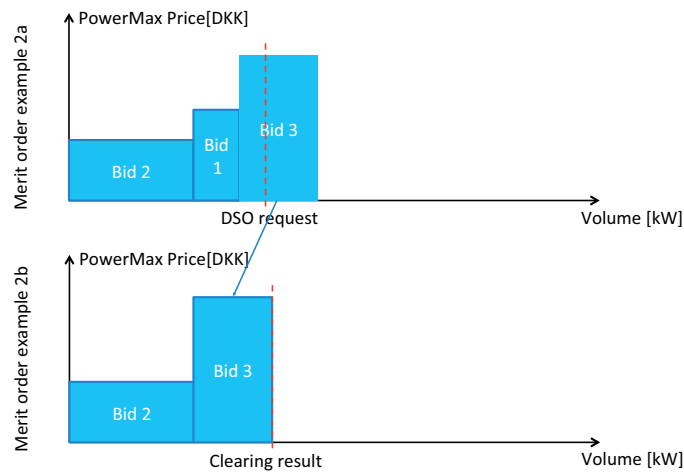 PowerMax Price[DKK]
Merit order example 2a
Bid 2
Bid
1
Bid 3
DSO request
Volume [kW]
PowerMax Price[DKK]
Merit order example 2b
Bid 2
Bid 3
Clearing result
Volume [kW]